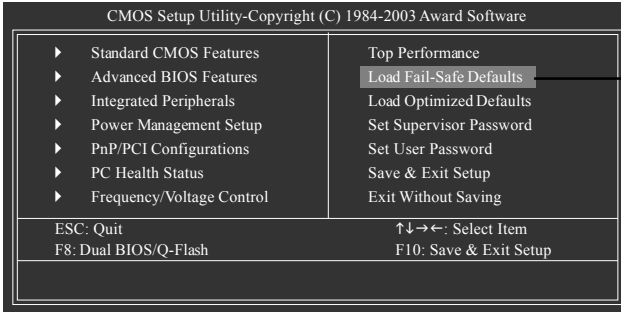 CMOS Setup Utility-Copyright (C) 1984-2003 Award Software
Standard CMOS Features
Advanced BIOS Features
Integrated Peripherals
Power Management Setup
PnP/PCI Configurations
PC Health Status
Frequency/Voltage Control
Top Performance
Load Fail-Safe Defaults
Load Optimized Defaults
Set Supervisor Password
Set User Password
Save & Exit Setup
Exit Without Saving
ESC: Quit
↑↓→←: Select Item
F8: Dual BIOS/Q-Flash
F10: Save & Exit Setup